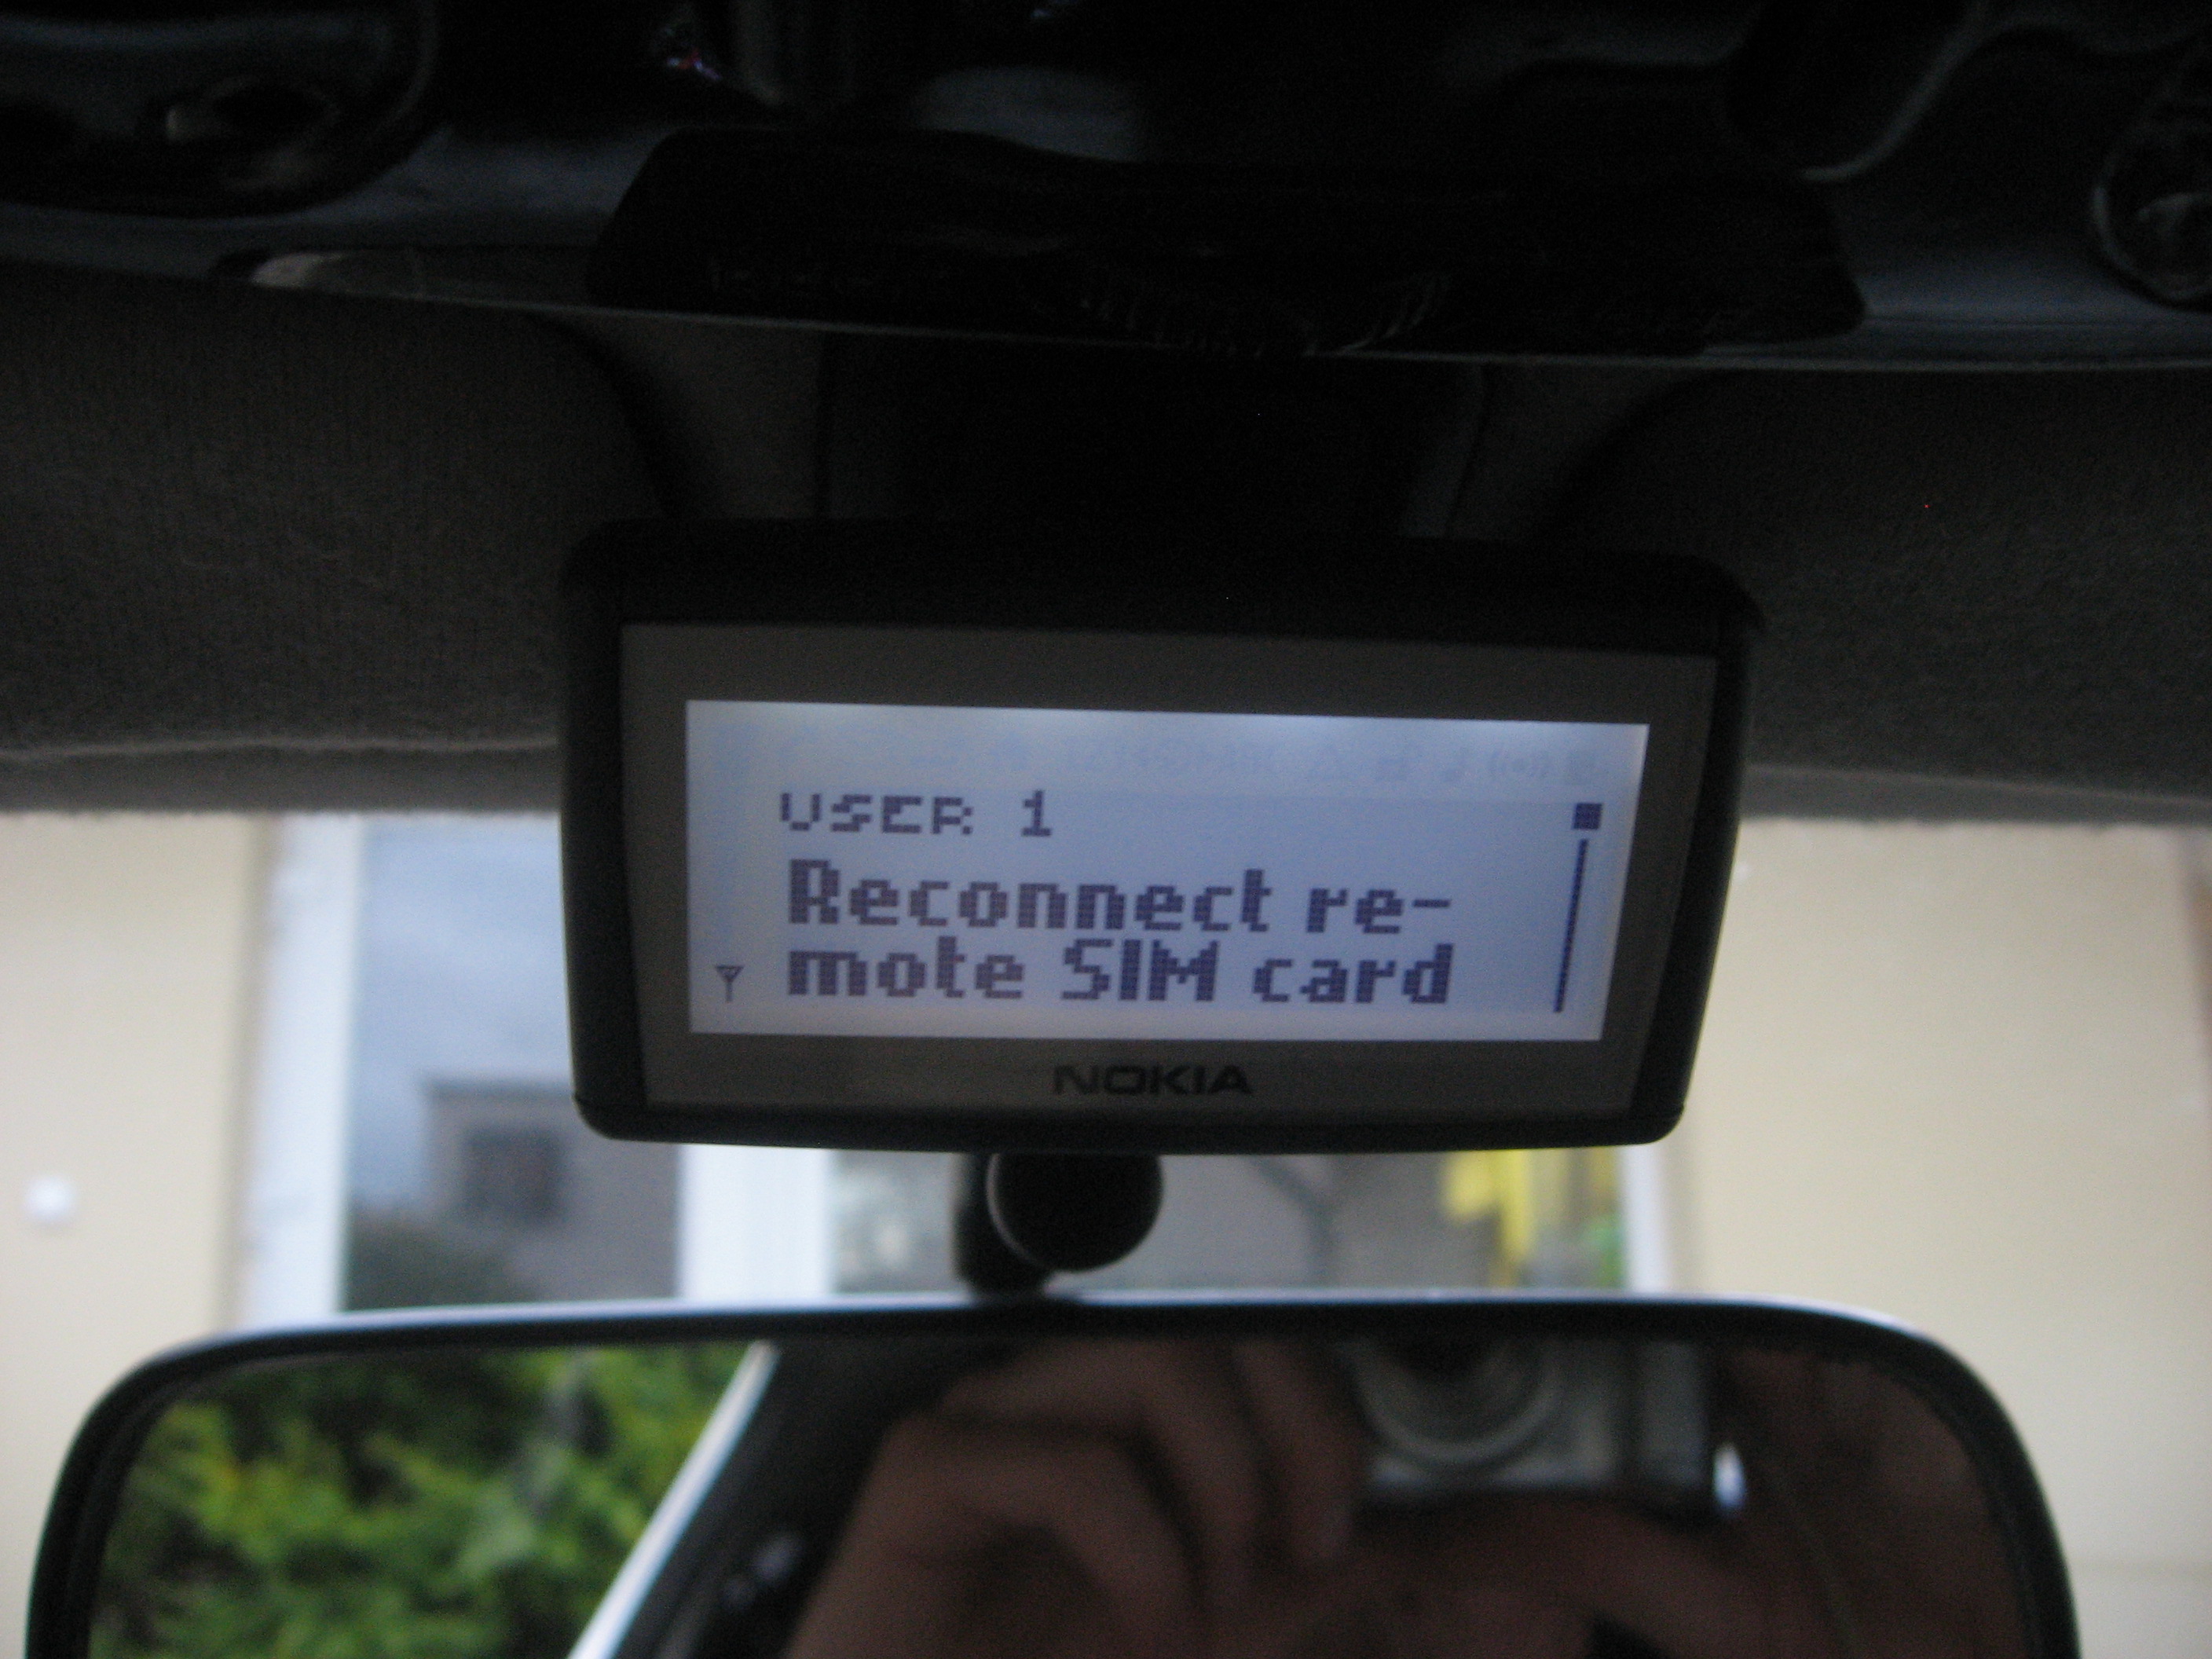 USER 1
Reconnect re-
mote SIM card
NOKIA